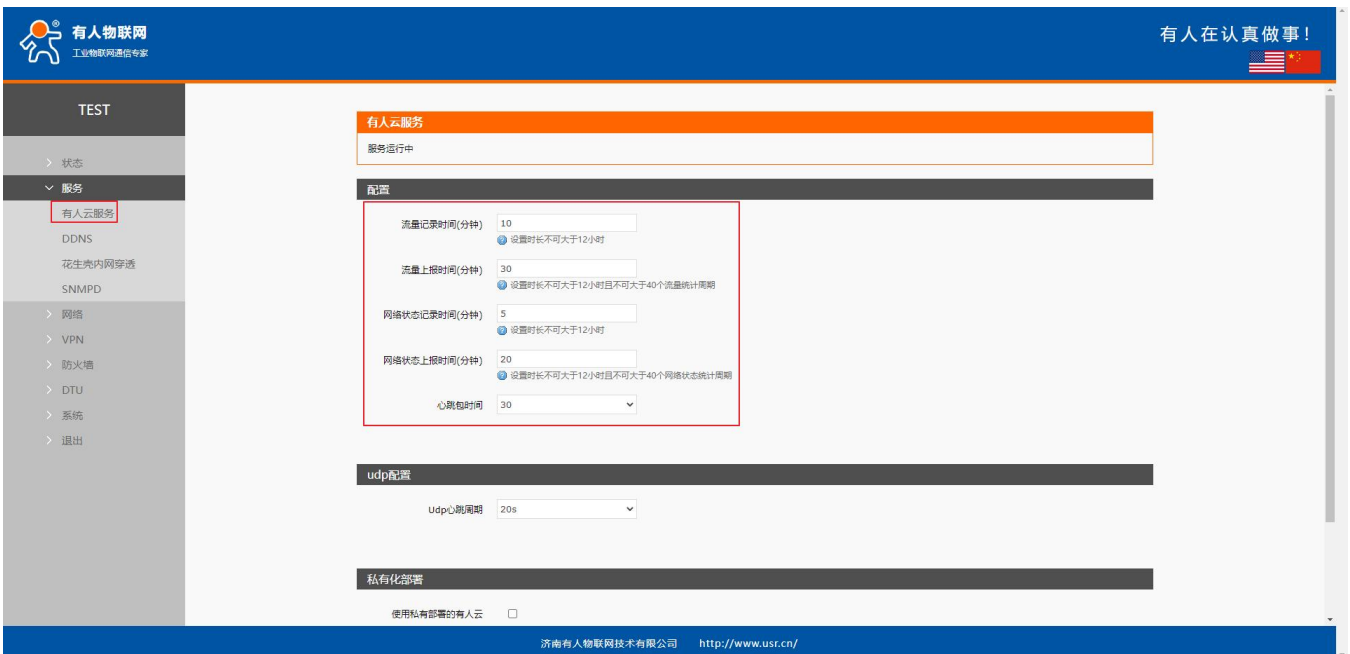 有人物联网
工业物联网通信专家
有人在认真做事!
TEST
状态
服务
有人云服务
DDNS
花生壳内网穿透
SNMPD
网络
VPN
防火墙
DTU
系统
退出
有人云服务
服务运行中
配置
流量记录时间(分钟) 10
设置时长不可大于12小时
流量上报时间(分钟) 30
设置时长不可大于12小时且不可大于40个流量统计周期
网络状态记录时间(分钟) 5
设置时长不可大于12小时
网络状态上报时间(分钟) 20
设置时长不可大于12小时且不可大于40个网络状态统计周期
心跳包时间 30
udp配置
Udp心跳周期 20s
私有化部署
使用私有部署的有人云
济南有人物联网技术有限公司 http://www.usr.cn/